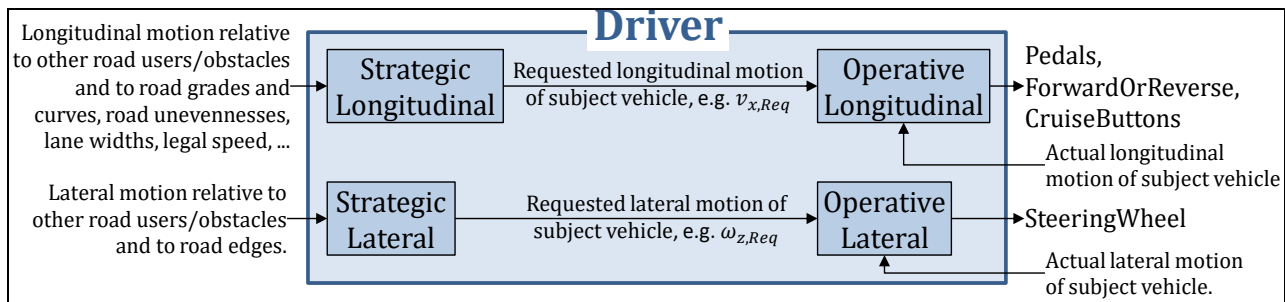 Driver
Longitudinal motion relative
to other road users/obstacles
and to road grades and
curves, road unevennesses,
lane widths, legal speed, ...
Strategic
Longitudinal
Requested longitudinal motion
of subject vehicle, e.g. v_{x,Req}
Operative
Longitudinal
Pedals,
ForwardOrReverse,
CruiseButtons
Actual longitudinal
motion of subject vehicle
Lateral motion relative to
other road users/obstacles
and to road edges.
Strategic
Lateral
Requested lateral motion of
subject vehicle, e.g. ω_{z,Req}
Operative
Lateral
SteeringWheel
Actual lateral motion
of subject vehicle.